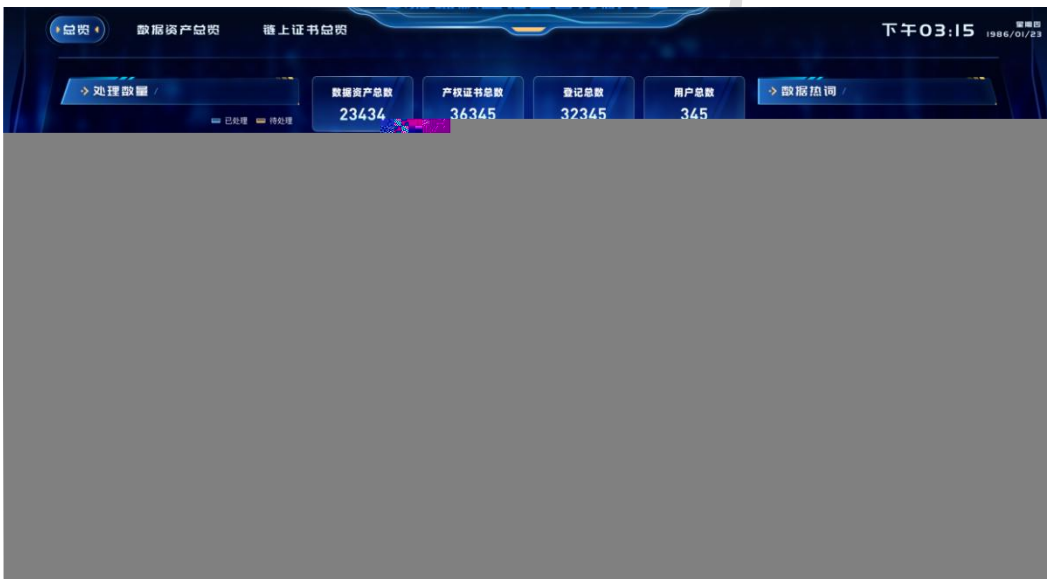 总览
数据资产总览
链上证书总览
下午03:15
星期四
1986/01/23
处理数量
已处理 待处理
数据资产总数
23434
产权证书总数
36345
登记总数
32345
用户总数
345
数据热词